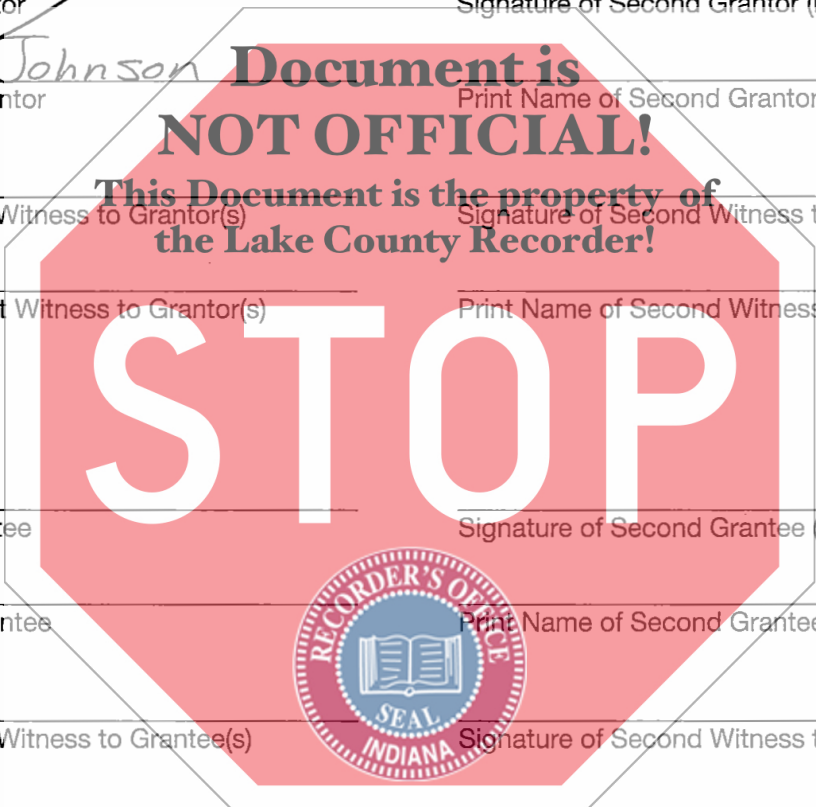 or Signature of Second Grantor (
Johnson Document is
ntor Print Name of Second Grantor
NOT OFFICIAL!
This Document is the property of
Witness to Grantor(s) Signature of Second Witness t
the Lake County Recorder!
t Witness to Grantor(s) Print Name of Second Witness
STOP
ee Signature of Second Grantee (
RECORDER'S OFFICE
ntee Print Name of Second Grantee
SEAL
INDIANA
Witness to Grantee(s) Signature of Second Witness t